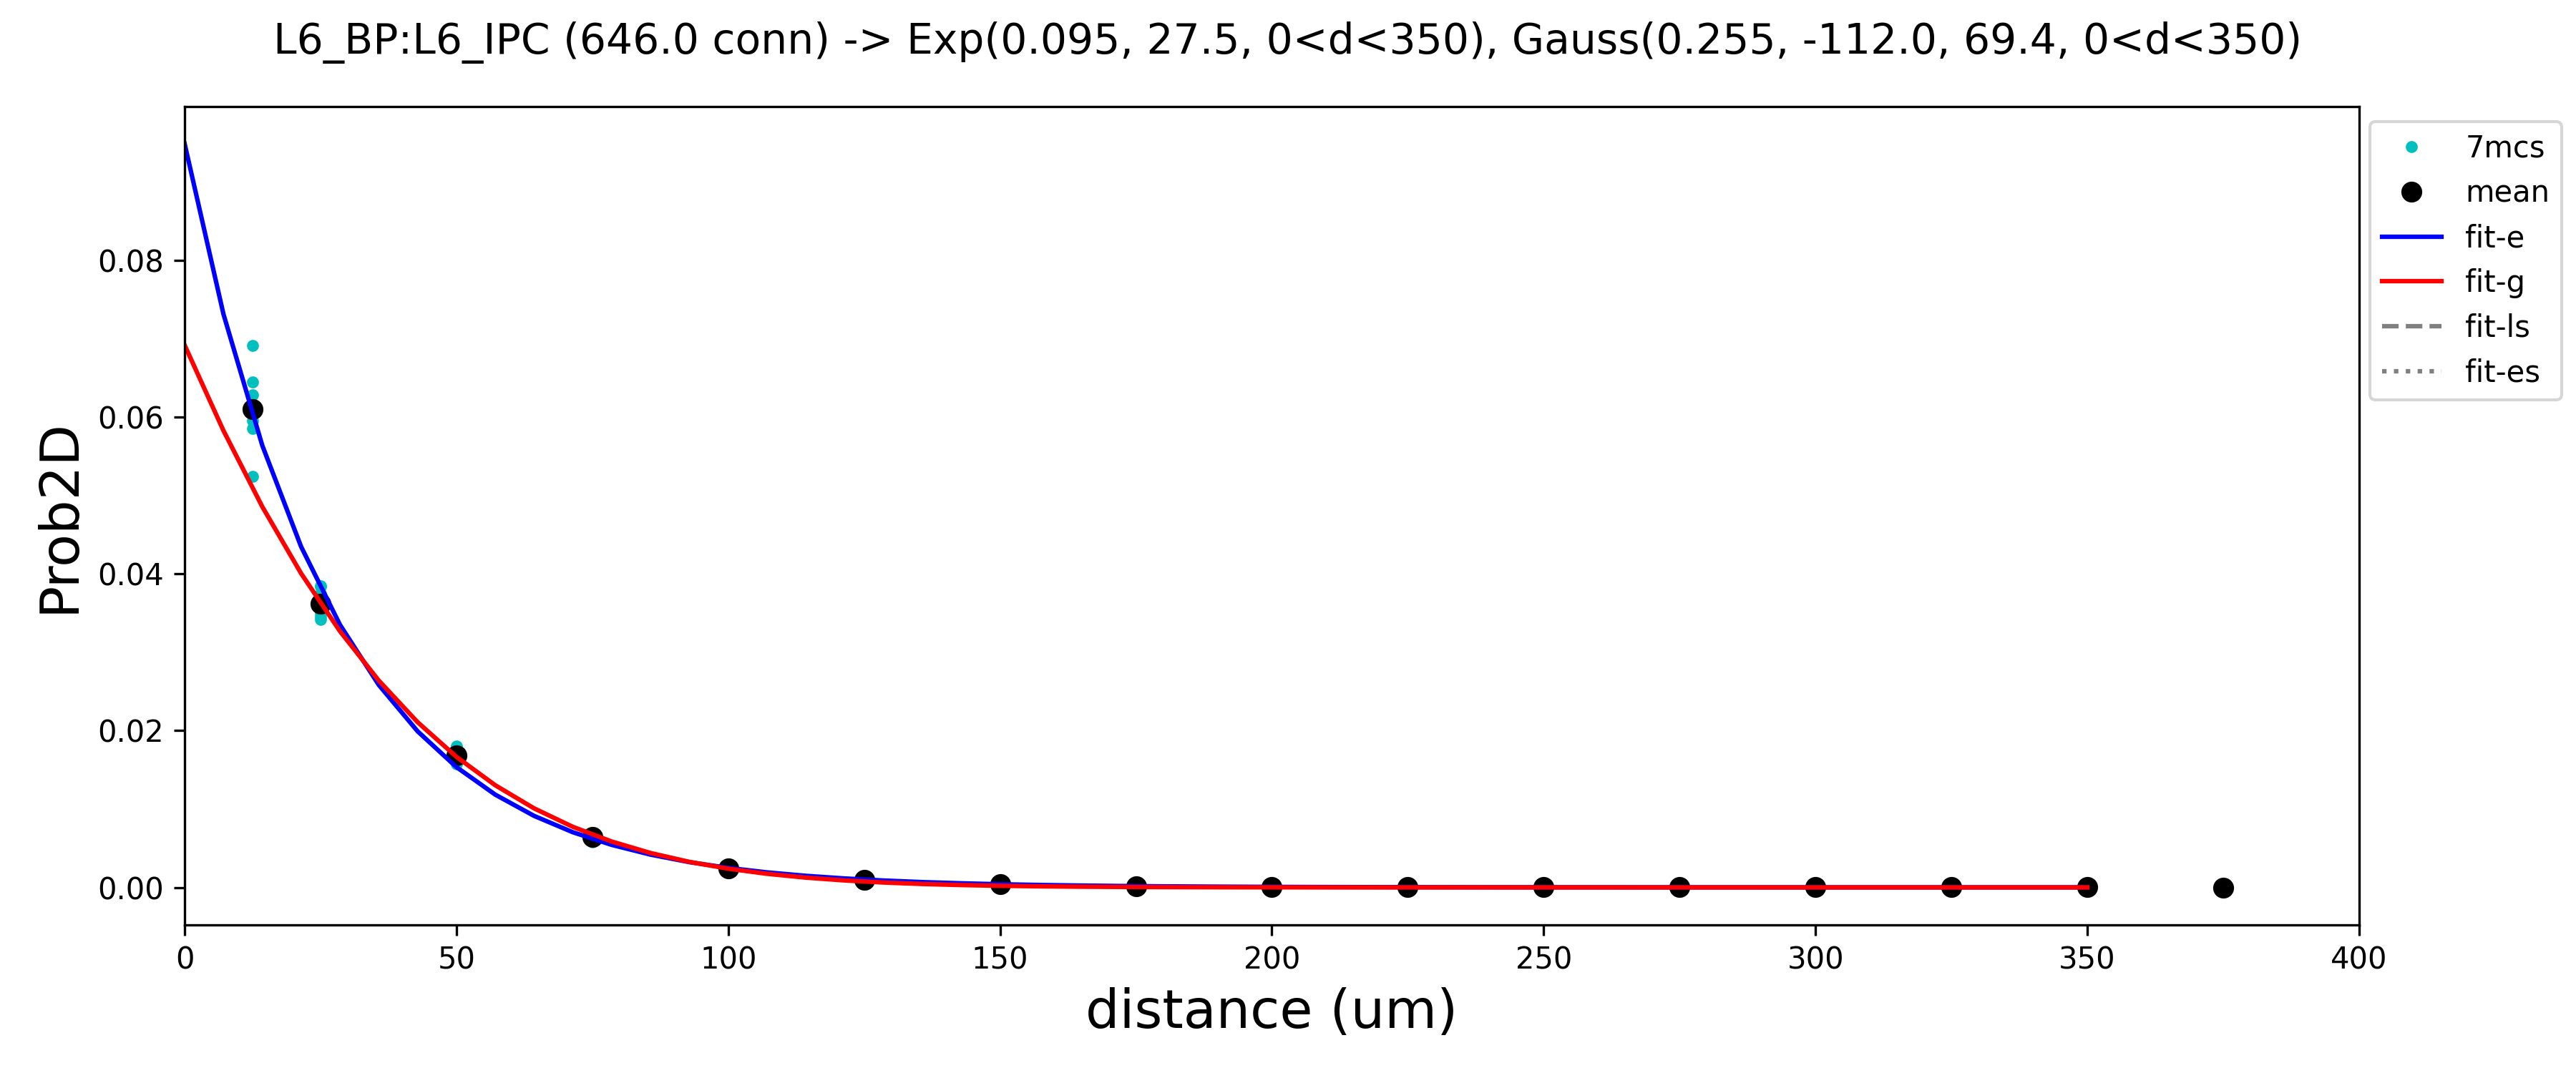 L6_BP:L6_IPC (646.0 conn) -> Exp(0.095, 27.5, 0<d<350), Gauss(0.255, -112.0, 69.4, 0<d<350)
7mcs
mean
fit-e
fit-g
fit-ls
fit-es
Prob2D
0.08
0.06
0.04
0.02
0.00
0 50 100 150 200 250 300 350 400
distance (um)